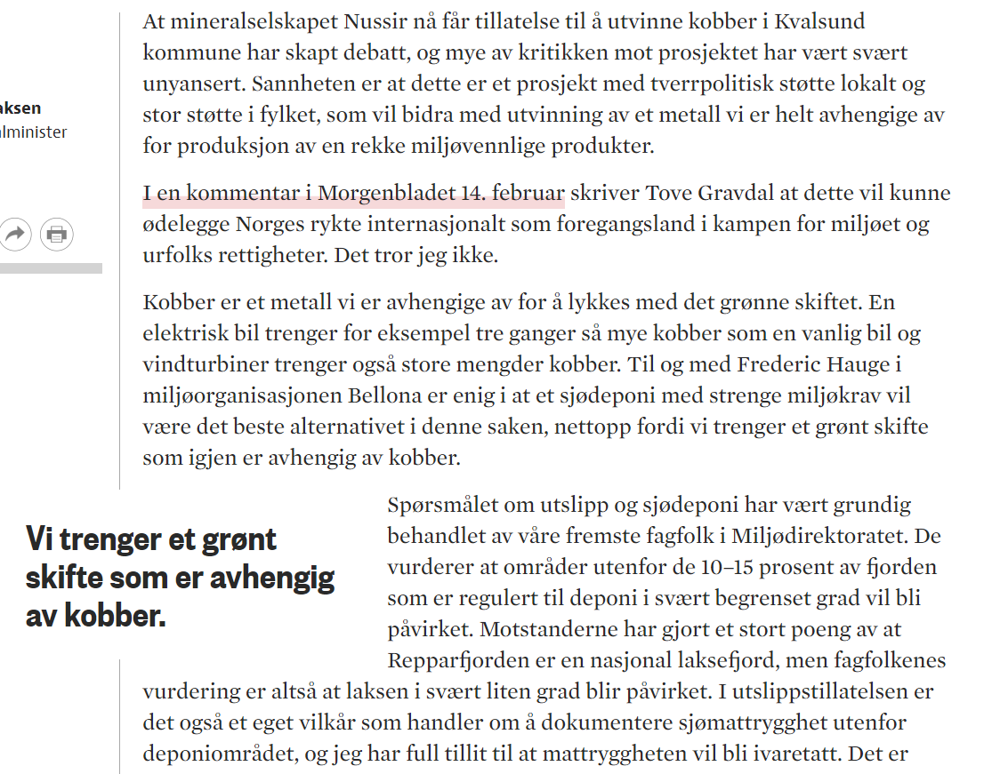 At mineralselskapet Nussir nå får tillatelse til å utvinne kobber i Kvalsund
kommune har skapt debatt, og mye av kritikken mot prosjektet har vært svært
unyansert. Sannheten er at dette er et prosjekt med tverrpolitisk støtte lokalt og
stor støtte i fylket, som vil bidra med utvinning av et metall vi er helt avhengige av
for produksjon av en rekke miljøvennlige produkter.
aksen
lminister
I en kommentar i Morgenbladet 14. februar skriver Tove Gravdal at dette vil kunne
ødelegge Norges rykte internasjonalt som foregangsland i kampen for miljøet og
urfolks rettigheter. Det tror jeg ikke.
Kobber er et metall vi er avhengige av for å lykkes med det grønne skiftet. En
elektrisk bil trenger for eksempel tre ganger så mye kobber som en vanlig bil og
vindturbiner trenger også store mengder kobber. Til og med Frederic Hauge i
miljøorganisasjonen Bellona er enig i at et sjødeponi med strenge miljøkrav vil
være det beste alternativet i denne saken, nettopp fordi vi trenger et grønt skifte
som igjen er avhengig av kobber.
Vi trenger et grønt
skifte som er avhengig
av kobber.
Spørsmålet om utslipp og sjødeponi har vært grundig
behandlet av våre fremste fagfolk i Miljødirektoratet. De
vurderer at områder utenfor de 10–15 prosent av fjorden
som er regulert til deponi i svært begrenset grad vil bli
påvirket. Motstanderne har gjort et stort poeng av at
Repparfjorden er en nasjonal laksefjord, men fagfolkenes
vurdering er altså at laksen i svært liten grad blir påvirket. I utslippstillatelsen er
det også et eget vilkår som handler om å dokumentere sjømattrygghet utenfor
deponiområdet, og jeg har full tillit til at mattryggheten vil bli ivaretatt. Det er